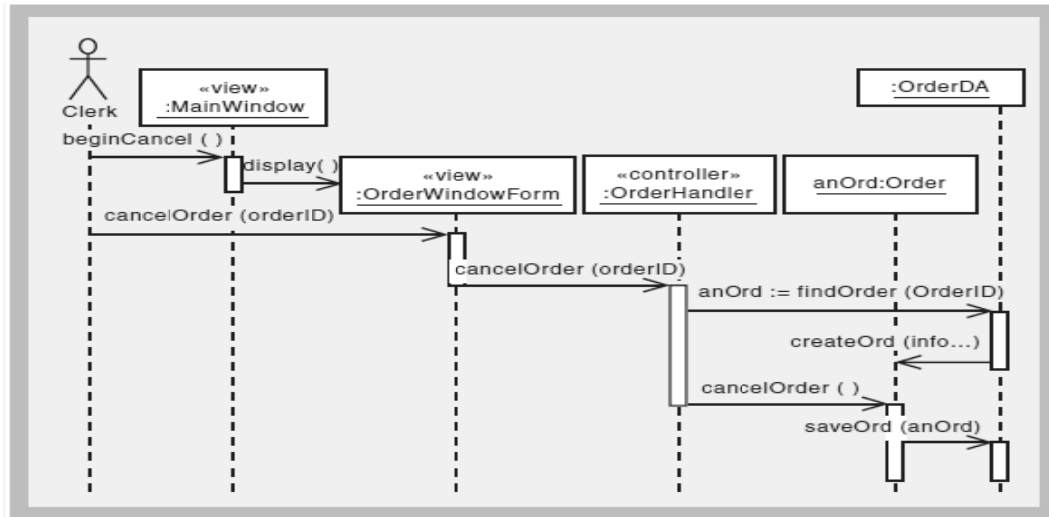 Clerk
«view»
:MainWindow
:OrderDA
beginCancel ( )
display( )
«view»
:OrderWindowForm
«controller»
:OrderHandler
anOrd:Order
cancelOrder (orderID)
cancelOrder (orderID)
anOrd := findOrder (OrderID)
createOrd (info...)
cancelOrder ( )
saveOrd (anOrd)